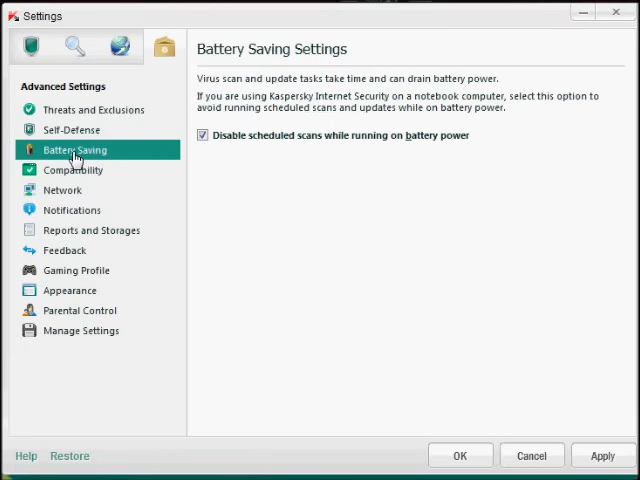 Settings
Advanced Settings
Threats and Exclusions
Self-Defense
Battery Saving
Compatibility
Network
Notifications
Reports and Storages
Feedback
Gaming Profile
Appearance
Parental Control
Manage Settings
Battery Saving Settings
Virus scan and update tasks take time and can drain battery power.
If you are using Kaspersky Internet Security on a notebook computer, select this option to
avoid running scheduled scans and updates while on battery power.
Disable scheduled scans while running on battery power
Help Restore
OK Cancel Apply